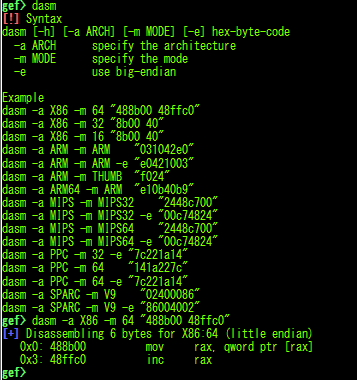 gef> dasm
[!] Syntax
dasm [-h] [-a ARCH] [-m MODE] [-e] hex-byte-code
  -a ARCH      specify the architecture
  -m MODE      specify the mode
  -e           use big-endian

Example
dasm -a X86 -m 64 "488b00 48ffc0"
dasm -a X86 -m 32 "8b00 40"
dasm -a X86 -m 16 "8b00 40"
dasm -a ARM -m ARM     "031042e0"
dasm -a ARM -m ARM -e "e0421003"
dasm -a ARM -m THUMB  "f024"
dasm -a ARM64 -m ARM  "e10b40b9"
dasm -a MIPS -m MIPS32     "2448c700"
dasm -a MIPS -m MIPS32 -e "00c74824"
dasm -a MIPS -m MIPS64     "2448c700"
dasm -a MIPS -m MIPS64 -e "00c74824"
dasm -a PPC -m 32 -e "7c221a14"
dasm -a PPC -m 64     "141a227c"
dasm -a PPC -m 64 -e "7c221a14"
dasm -a SPARC -m V9     "02400086"
dasm -a SPARC -m V9 -e "86004002"
gef> dasm -a X86 -m 64 "488b00 48ffc0"
[+] Disassembling 6 bytes for X86:64 (little endian)
   0x0: 488b00          mov    rax, qword ptr [rax]
   0x3: 48ffc0          inc    rax
gef>